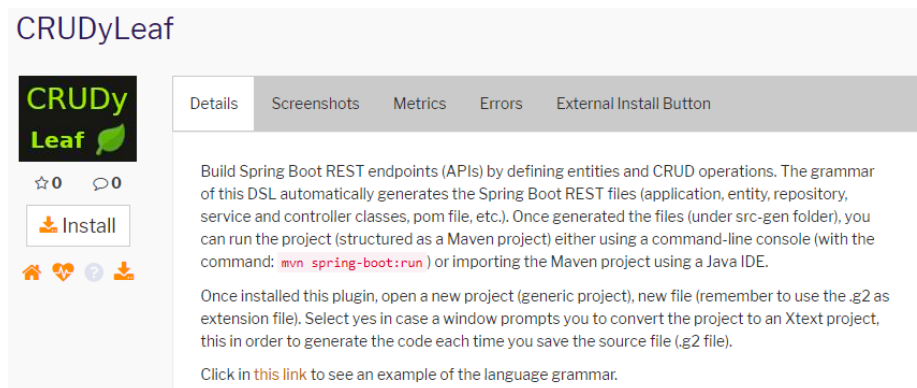 CRUDyLeaf
CRUDy
Leaf
0 0
Install
Details Screenshots Metrics Errors External Install Button
Build Spring Boot REST endpoints (APIs) by defining entities and CRUD operations. The grammar
of this DSL automatically generates the Spring Boot REST files (application, entity, repository,
service and controller classes, pom file, etc.). Once generated the files (under src-gen folder), you
can run the project (structured as a Maven project) either using a command-line console (with the
command: mvn spring-boot:run ) or importing the Maven project using a Java IDE.
Once installed this plugin, open a new project (generic project), new file (remember to use the .g2 as
extension file). Select yes in case a window prompts you to convert the project to an Xtext project,
this in order to generate the code each time you save the source file (.g2 file).
Click in this link to see an example of the language grammar.